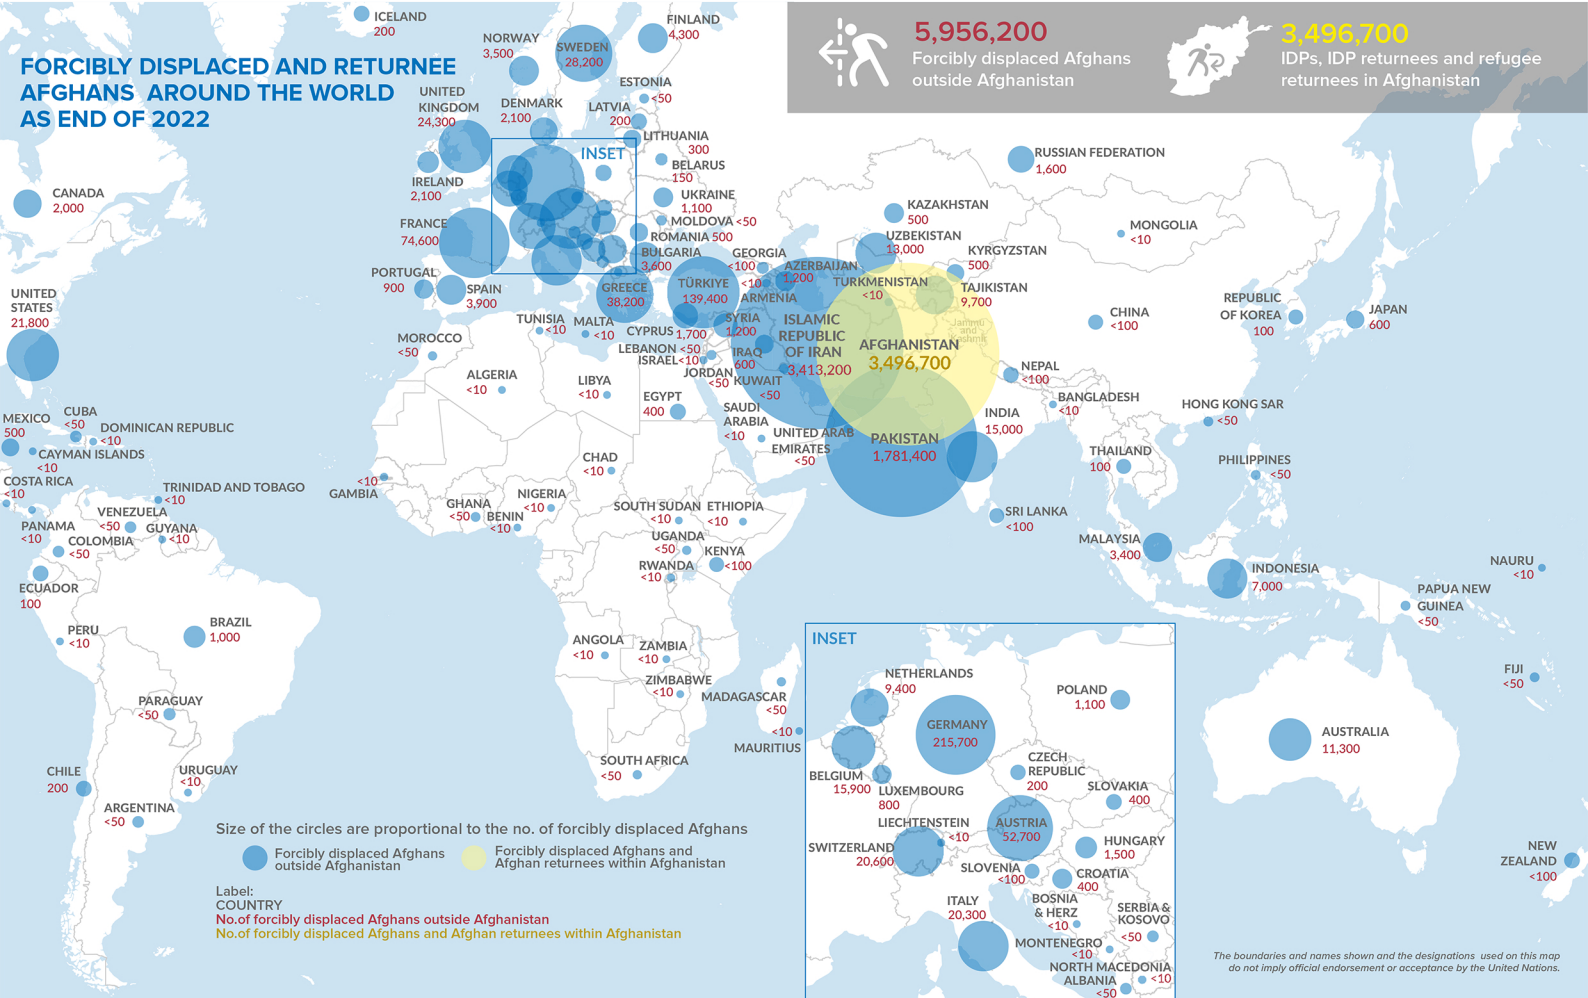 FORCIBLY DISPLACED AND RETURNEE
AFGHANS AROUND THE WORLD
AS END OF 2022
5,956,200
Forcibly displaced Afghans
outside Afghanistan
3,496,700
IDPs, IDP returnees and refugee
returnees in Afghanistan
ICELAND
200
NORWAY
3,500
SWEDEN
28,200
FINLAND
4,300
ESTONIA
<50
UNITED
KINGDOM
24,300
DENMARK
2,100
LATVIA
200
LITHUANIA
300
INSET
BELARUS
150
IRELAND
2,100
UKRAINE
1,100
FRANCE
74,600
MOLDOVA <50
ROMANIA 500
BULGARIA
3,600
PORTUGAL
900
SPAIN
3,900
GREECE
38,200
TÜRKIYE
139,400
GEORGIA
<100
AZERBAIJAN
1,200
<10
ARMENIA
RUSSIAN FEDERATION
1,600
KAZAKHSTAN
500
UZBEKISTAN
13,000
KYRGYZSTAN
500
MONGOLIA
<10
TURKMENISTAN
<10
TAJIKISTAN
9,700
Jammu
and
Kashmir
CHINA
<100
REPUBLIC
OF KOREA
100
JAPAN
600
CANADA
2,000
UNITED
STATES
21,800
TUNISIA
<10
MALTA
<10
CYPRUS
1,700
SYRIA
1,200
LEBANON <50
ISRAEL <10
JORDAN
<50
IRAQ
600
KUWAIT
<50
ISLAMIC
REPUBLIC
OF IRAN
3,413,200
AFGHANISTAN
3,496,700
MOROCCO
<50
ALGERIA
<10
LIBYA
<10
EGYPT
400
SAUDI
ARABIA
<10
UNITED ARAB
EMIRATES
<50
PAKISTAN
1,781,400
INDIA
15,000
NEPAL
<100
BANGLADESH
<10
HONG KONG SAR
<50
THAILAND
100
PHILIPPINES
<50
SRI LANKA
<100
MALAYSIA
3,400
INDONESIA
7,000
NAURU
<10
PAPUA NEW
GUINEA
<50
FIJI
<50
AUSTRALIA
11,300
NEW
ZEALAND
<100
MEXICO
500
CUBA
<50
DOMINICAN REPUBLIC
<10
CAYMAN ISLANDS
<10
COSTA RICA
<10
TRINIDAD AND TOBAGO
<10
PANAMA
<10
VENEZUELA
<50
GUYANA
<10
COLOMBIA
<50
ECUADOR
100
PERU
<10
BRAZIL
1,000
PARAGUAY
<50
CHILE
200
URUGUAY
<10
ARGENTINA
<50
<10
GAMBIA
CHAD
<10
GHANA
<50
BENIN
<10
NIGERIA
<10
SOUTH SUDAN
<10
ETHIOPIA
<10
UGANDA
<50
KENYA
<100
RWANDA
<10
ANGOLA
<10
ZAMBIA
<10
ZIMBABWE
<10
MADAGASCAR
<50
<10
MAURITIUS
SOUTH AFRICA
<50
INSET
NETHERLANDS
9,400
GERMANY
215,700
POLAND
1,100
BELGIUM
15,900
LUXEMBOURG
800
CZECH
REPUBLIC
200
SLOVAKIA
400
LIECHTENSTEIN
<10
AUSTRIA
52,700
SWITZERLAND
20,600
HUNGARY
1,500
SLOVENIA
<100
CROATIA
400
ITALY
20,300
BOSNIA
& HERZ
<10
SERBIA &
KOSOVO
<50
MONTENEGRO
<10
NORTH MACEDONIA
<10
ALBANIA
<50
Size of the circles are proportional to the no. of forcibly displaced Afghans
Forcibly displaced Afghans
outside Afghanistan
Forcibly displaced Afghans and
Afghan returnees within Afghanistan
Label:
COUNTRY
No.of forcibly displaced Afghans outside Afghanistan
No.of forcibly displaced Afghans and Afghan returnees within Afghanistan
The boundaries and names shown and the designations used on this map
do not imply official endorsement or acceptance by the United Nations.